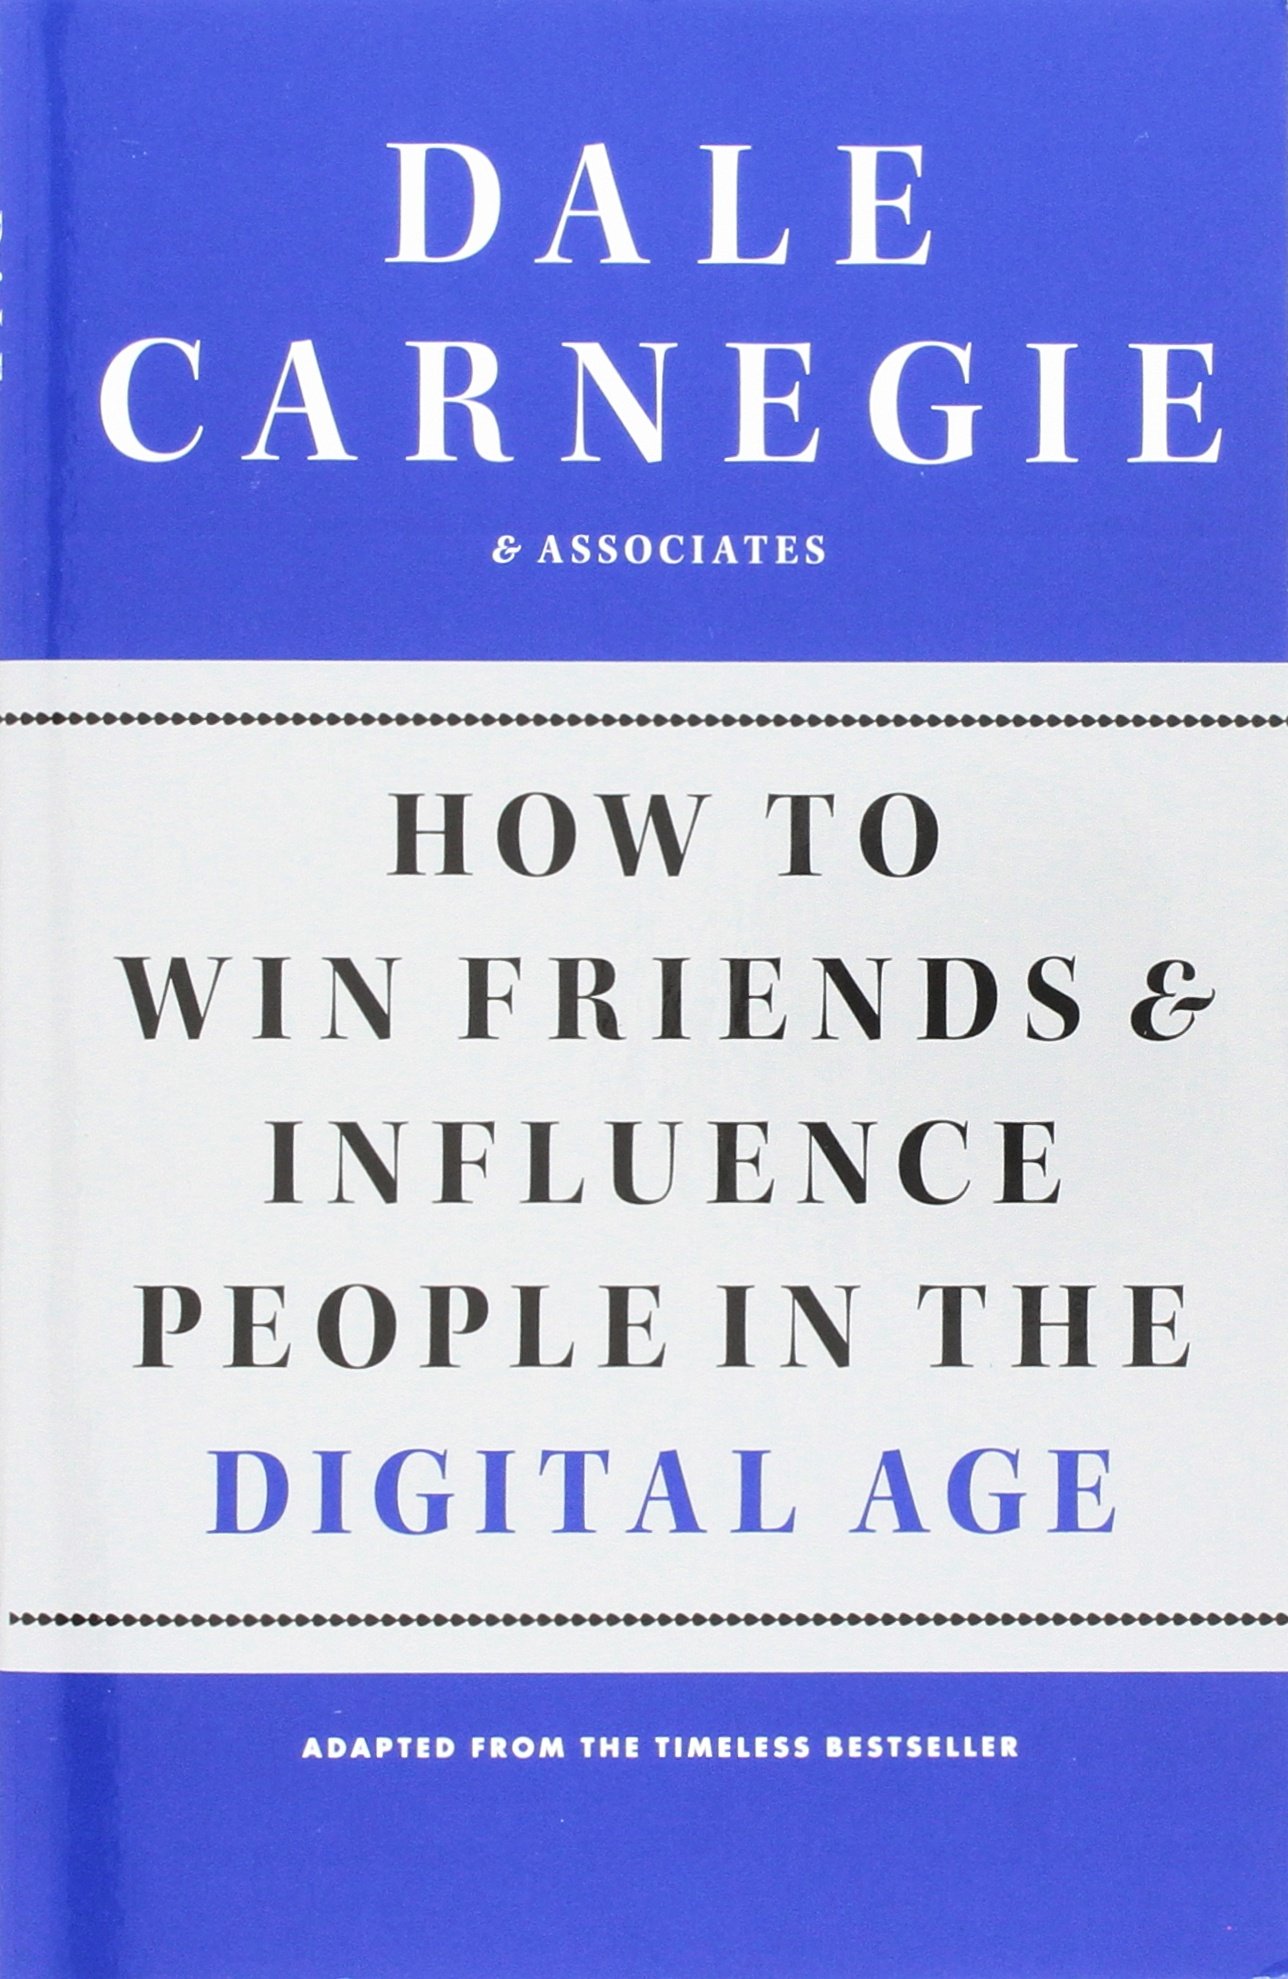 DALE
CARNEGIE
& ASSOCIATES
HOW TO
WIN FRIENDS &
INFLUENCE
PEOPLE IN THE
DIGITAL AGE
ADAPTED FROM THE TIMELESS BESTSELLER